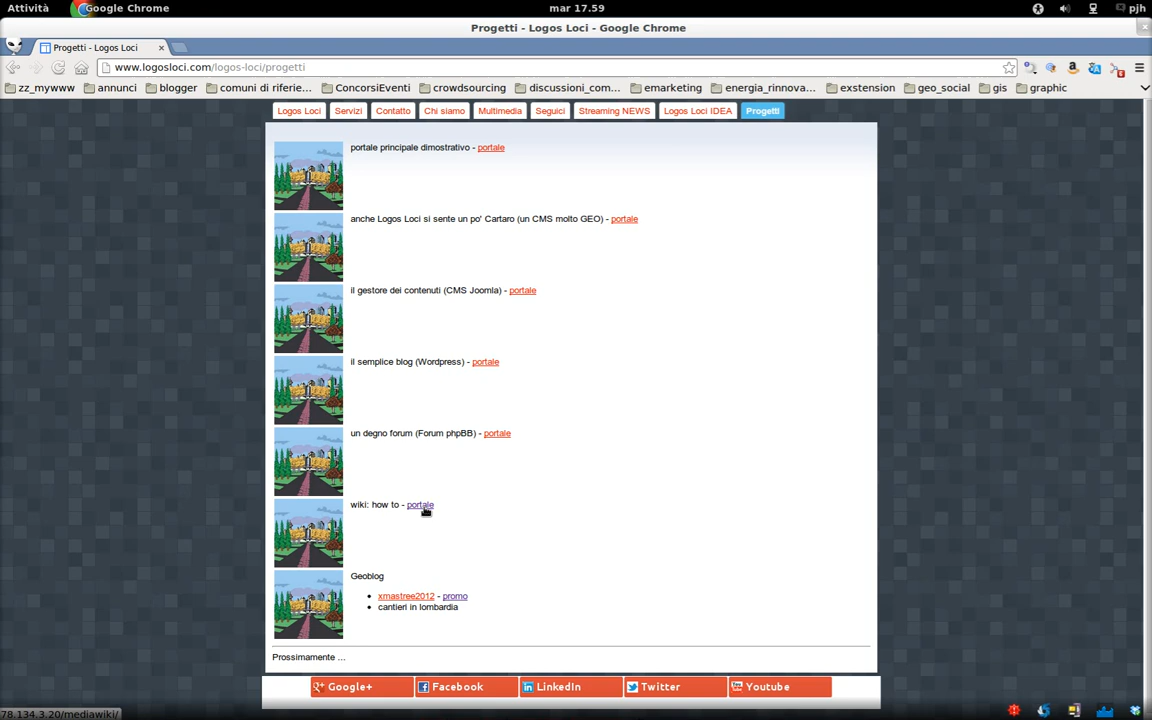 Attività Google Chrome mar 17.59 pjh
Progetti - Logos Loci - Google Chrome
Progetti - Logos Loci
www.logosloci.com/logos-loci/progetti
zz_mywww annunci blogger comuni di riferie... ConcorsiEventi crowdsourcing discussioni_com... emarketing energia_rinnova... exstension geo_social gis graphic
Logos Loci Servizi Contatto Chi siamo Multimedia Seguici Streaming NEWS Logos Loci IDEA Progetti
portale principale dimostrativo - portale
anche Logos Loci si sente un po' Cartaro (un CMS molto GEO) - portale
il gestore dei contenuti (CMS Joomla) - portale
il semplice blog (Wordpress) - portale
un degno forum (Forum phpBB) - portale
wiki: how to - portale
Geoblog
xmastree2012 - promo
cantieri in lombardia
Prossimamente ...
Google+ Facebook LinkedIn Twitter Youtube
78.134.3.20/mediawiki/